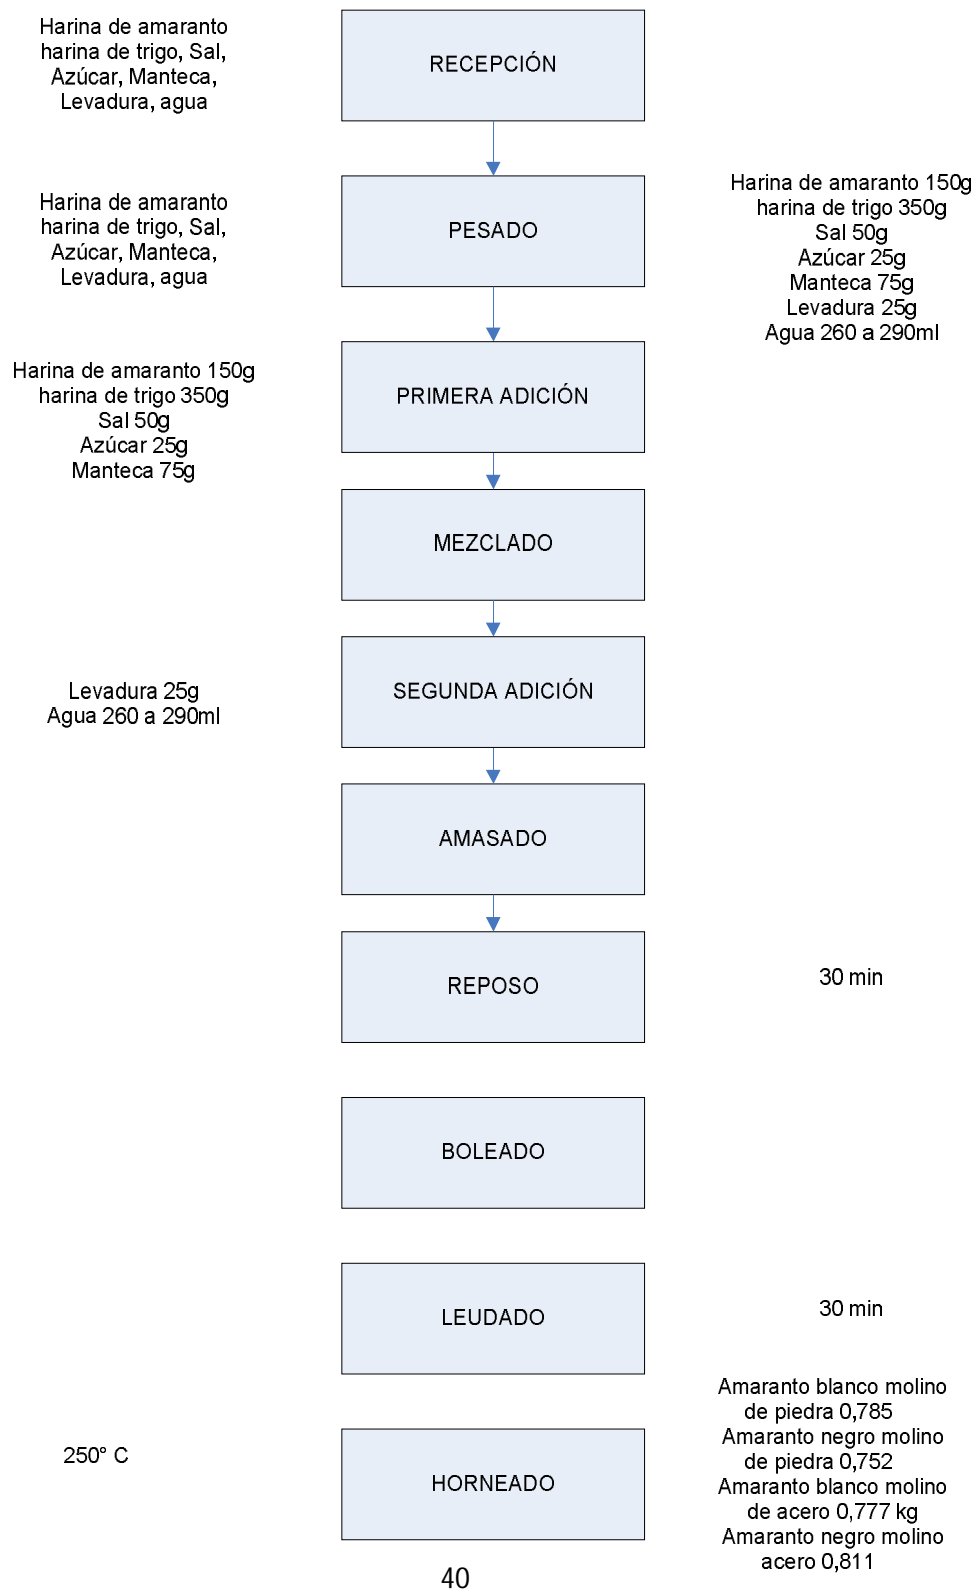 Harina de amaranto
harina de trigo, Sal,
Azúcar, Manteca,
Levadura, agua
RECEPCIÓN
Harina de amaranto
harina de trigo, Sal,
Azúcar, Manteca,
Levadura, agua
PESADO
Harina de amaranto 150g
harina de trigo 350g
Sal 50g
Azúcar 25g
Manteca 75g
Levadura 25g
Agua 260 a 290ml
Harina de amaranto 150g
harina de trigo 350g
Sal 50g
Azúcar 25g
Manteca 75g
PRIMERA ADICIÓN
MEZCLADO
Levadura 25g
Agua 260 a 290ml
SEGUNDA ADICIÓN
AMASADO
REPOSO
30 min
BOLEADO
LEUDADO
30 min
250° C
HORNEADO
Amaranto blanco molino
de piedra 0,785
Amaranto negro molino
de piedra 0,752
Amaranto blanco molino
de acero 0,777 kg
Amaranto negro molino
acero 0,811
40